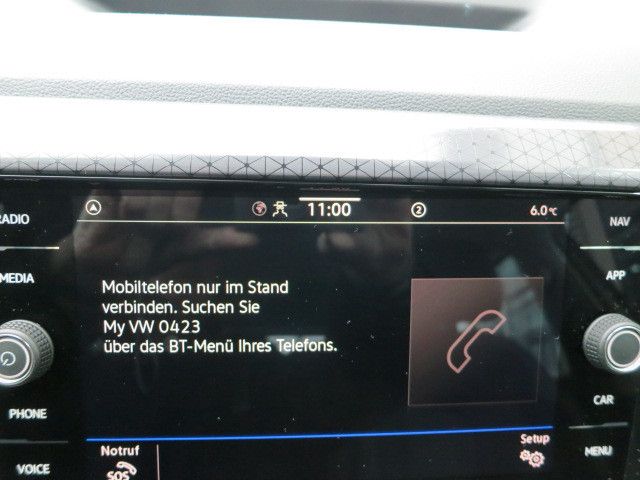 11:00
2
6.0°C
RADIO
NAV
MEDIA
APP
Mobiltelefon nur im Stand
verbinden. Suchen Sie
My VW 0423
über das BT-Menü Ihres Telefons.
PHONE
CAR
Notruf
SOS
Setup
VOICE
MENU